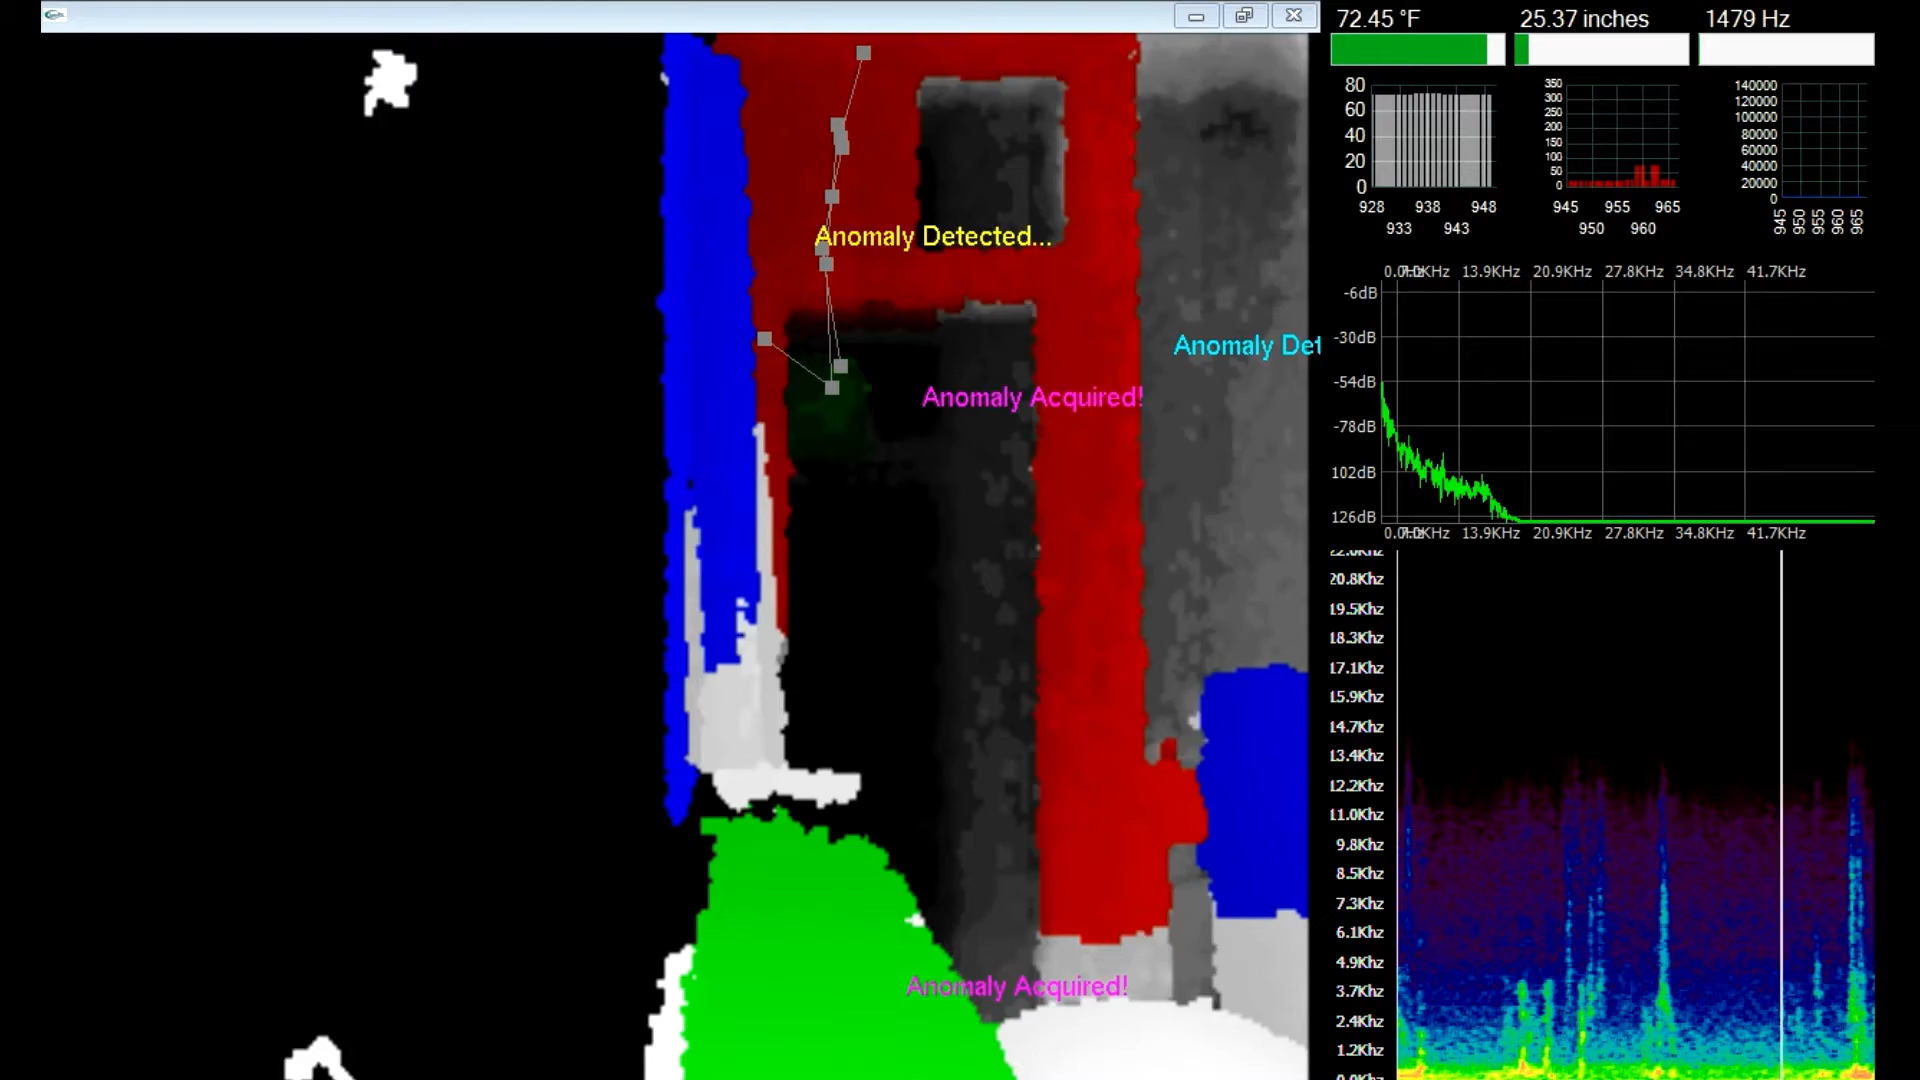 72.45 °F
25.37 inches
1479 Hz
80
60
40
20
0
928 938 948
933 943
350
300
250
200
150
100
50
0
945 955 965
950 960
140000
120000
100000
80000
60000
40000
20000
0
945
950
955
960
965
Anomaly Detected...
Anomaly Det
Anomaly Acquired!
Anomaly Acquired!
13.9KHz 20.9KHz 27.8KHz 34.8KHz 41.7KHz
-6dB
-30dB
-54dB
-78dB
102dB
126dB
13.9KHz 20.9KHz 27.8KHz 34.8KHz 41.7KHz
20.8Khz
19.5Khz
18.3Khz
17.1Khz
15.9Khz
14.7Khz
13.4Khz
12.2Khz
11.0Khz
9.8Khz
8.5Khz
7.3Khz
6.1Khz
4.9Khz
3.7Khz
2.4Khz
1.2Khz